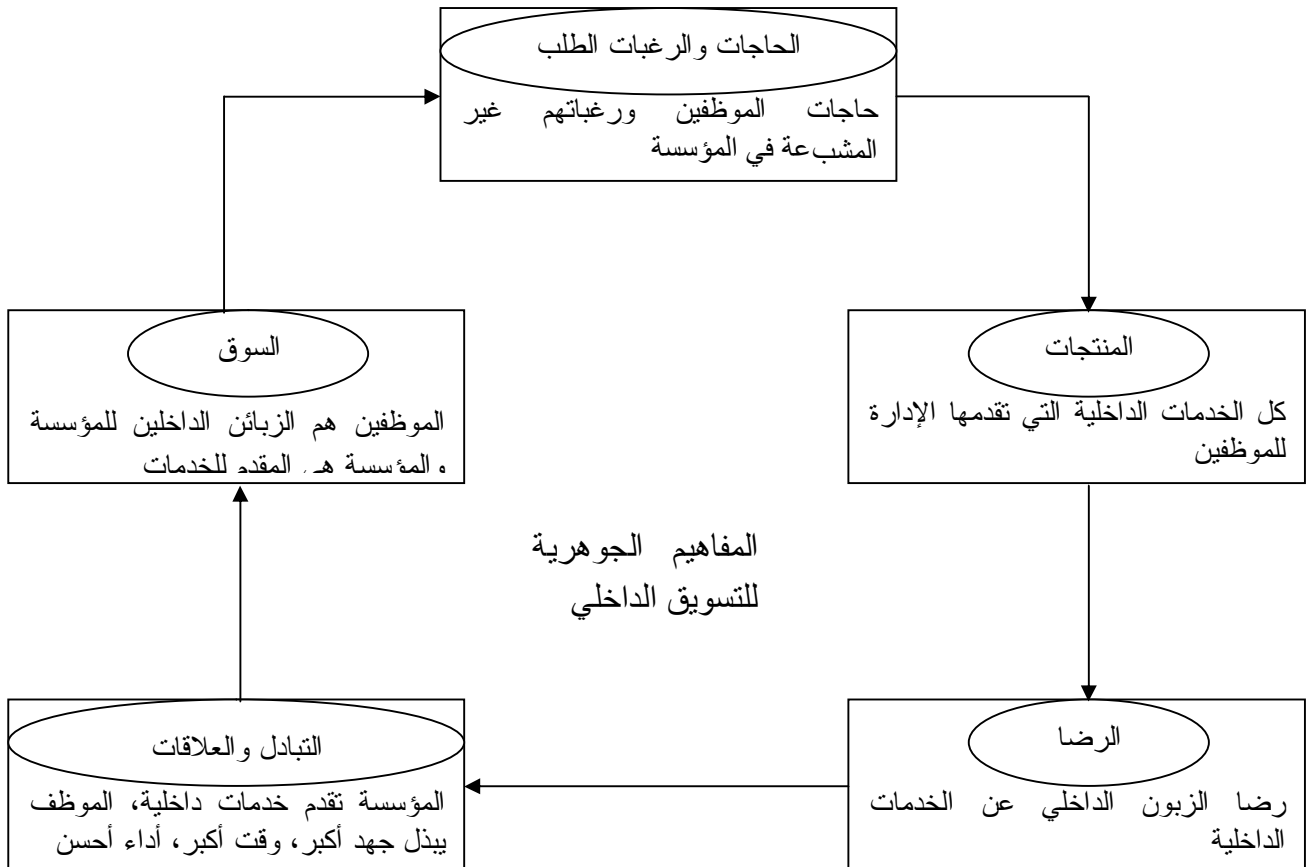 الحاجات والرغبات الطلب
حاجات الموظفين ورغباتهم غير
المشبعة في المؤسسة
المنتجات
كل الخدمات الداخلية التي تقدمها الإدارة
للموظفين
السوق
الموظفين هم الزبائن الداخلين للمؤسسة
والمؤسسة هي المقدم للخدمات
المفاهيم الجوهرية
للتسويق الداخلي
الرضا
رضا الزبون الداخلي عن الخدمات
الداخلية
التبادل والعلاقات
المؤسسة تقدم خدمات داخلية، الموظف
يبذل جهد أكبر، وقت أكبر، أداء أحسن